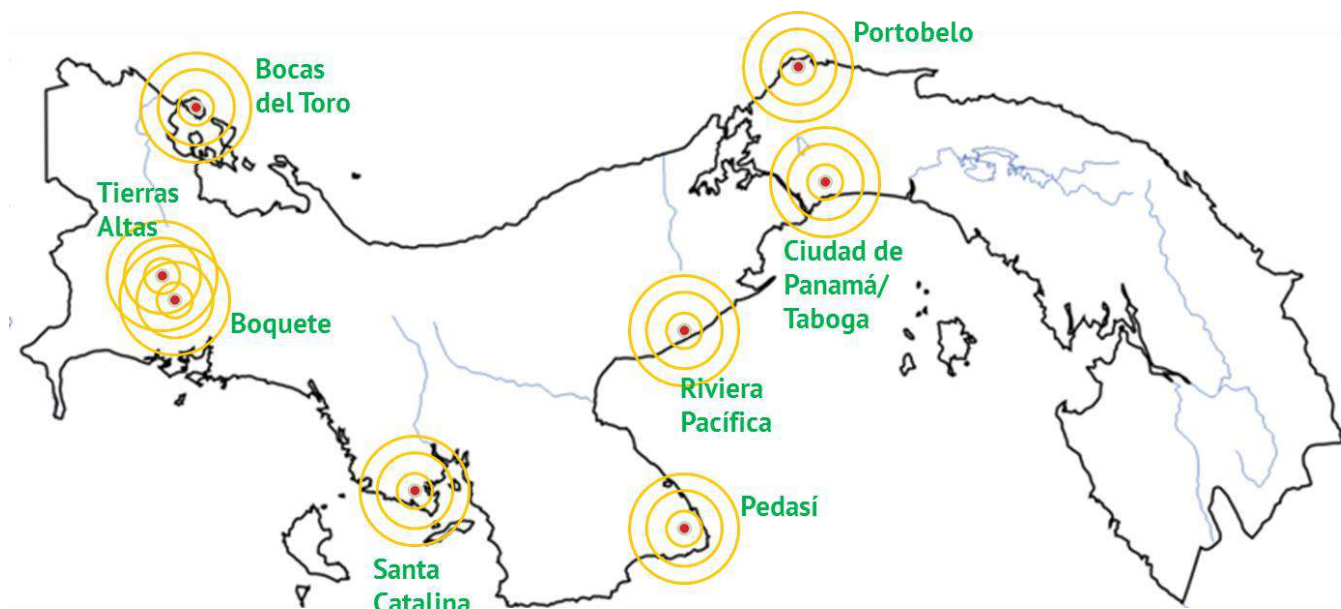 Portobelo
Bocas
del Toro
Tierras
Altas
Ciudad de
Panamá/
Taboga
Boquete
Riviera
Pacífica
Pedasí
Santa
Catalina